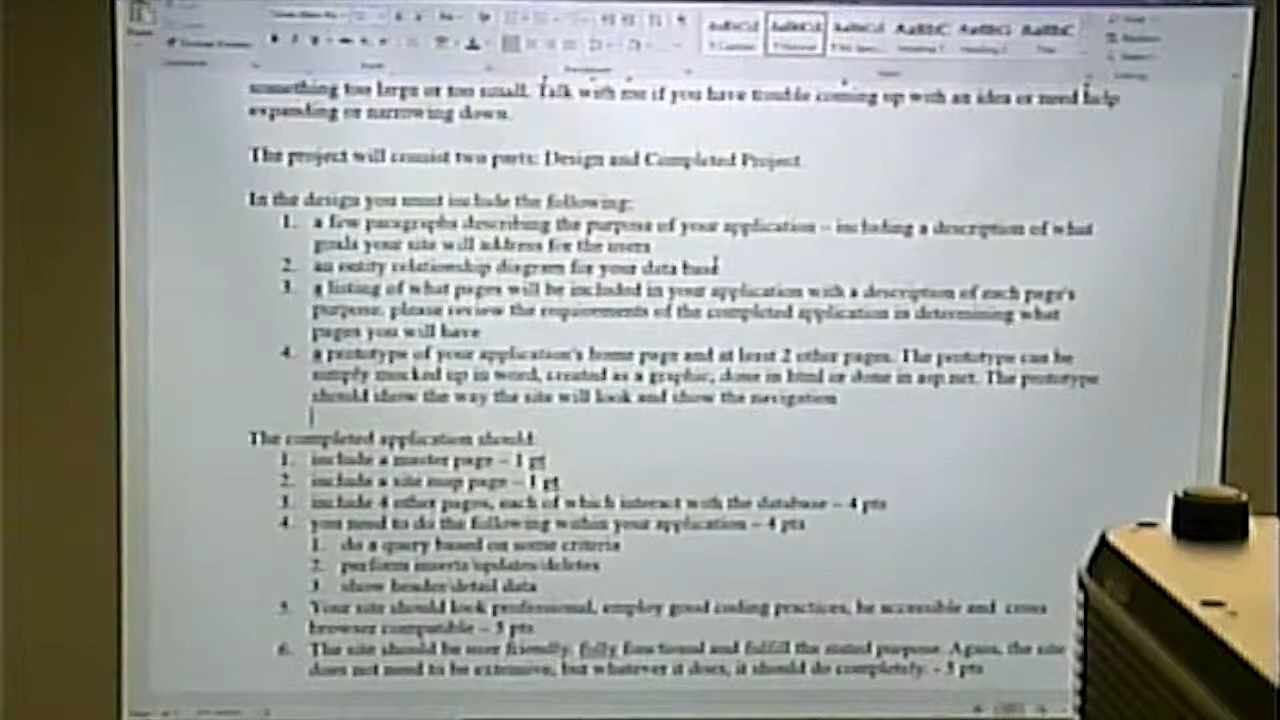 something too large or too small. Talk with me if you have trouble coming up with an idea or need help
expanding or narrowing down.
The project will consist two parts: Design and Completed Project
In the design you must include the following:
1. a few paragraphs describing the purpose of your application – including a description of what
goals your site will address for the users
2. an entity relationship diagram for your data base
3. a listing of what pages will be included in your application with a description of each page's
purpose, please review the requirements of the completed application in determining what
pages you will have
4. a prototype of your application's home page and at least 2 other pages. The prototype can be
simply mocked up in word, created as a graphic, done in html or done in asp.net. The prototype
should show the way the site will look and show the navigation
The completed application should:
1. include a master page – 1 pt
2. include a site map page – 1 pt
3. include 4 other pages, each of which interact with the database – 4 pts
4. you need to do the following within your application – 4 pts
1. do a query based on some criteria
2. perform inserts/updates/deletes
3. show header/detail data
5. Your site should look professional, employ good coding practices, be accessible and cross
browser compatible – 5 pts
6. The site should be user friendly, fully functional and fulfill the stated purpose. Again, the site
does not need to be extensive, but whatever it does, it should do completely. - 5 pts